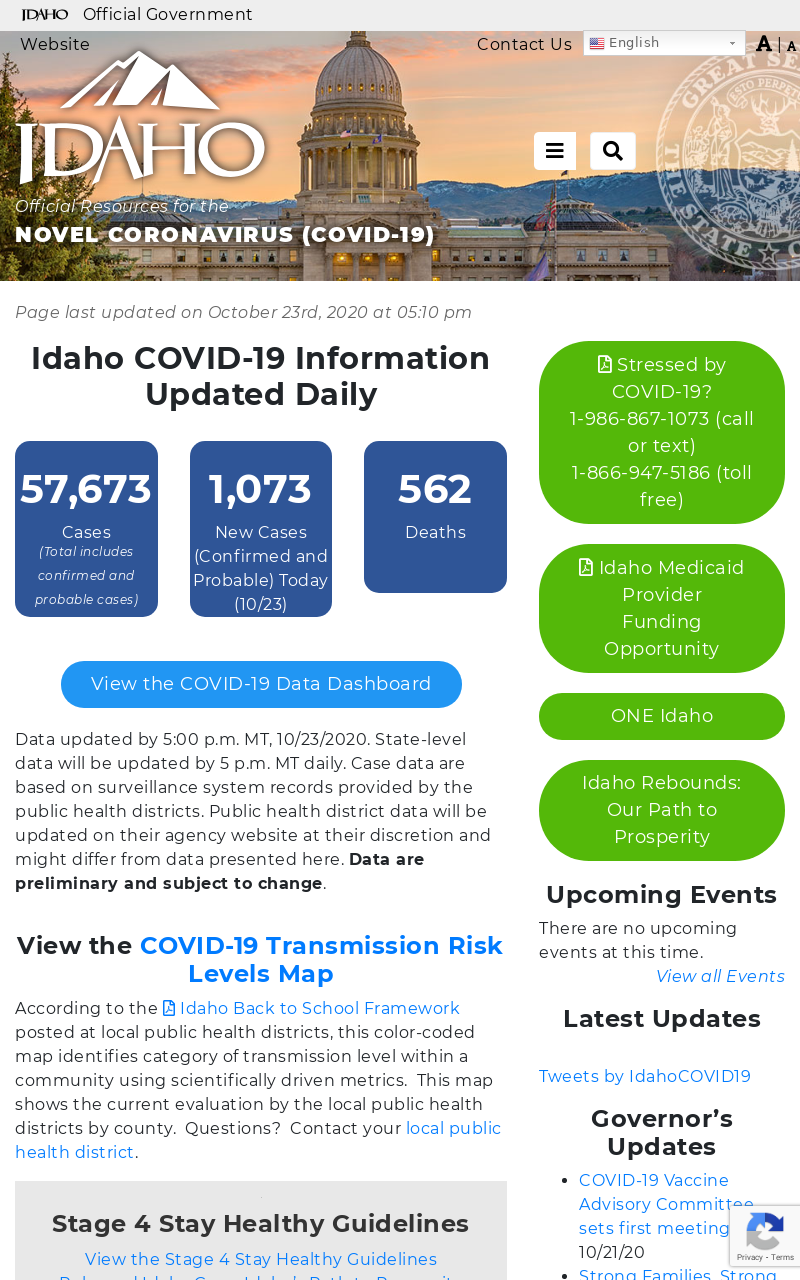 IDAHO Official Government
Website
Contact Us
English
A | A
IDAHO
GREAT SE
ESTO PERPET
THE STATE O
Official Resources for the
NOVEL CORONAVIRUS (COVID-19)
Page last updated on October 23rd, 2020 at 05:10 pm
Idaho COVID-19 Information
Updated Daily
57,673
Cases
(Total includes
confirmed and
probable cases)
1,073
New Cases
(Confirmed and
Probable) Today
(10/23)
562
Deaths
View the COVID-19 Data Dashboard
Data updated by 5:00 p.m. MT, 10/23/2020. State-level
data will be updated by 5 p.m. MT daily. Case data are
based on surveillance system records provided by the
public health districts. Public health district data will be
updated on their agency website at their discretion and
might differ from data presented here. Data are
preliminary and subject to change.
View the COVID-19 Transmission Risk
Levels Map
According to the Idaho Back to School Framework
posted at local public health districts, this color-coded
map identifies category of transmission level within a
community using scientifically driven metrics.  This map
shows the current evaluation by the local public health
districts by county.  Questions?  Contact your local public
health district.
Stage 4 Stay Healthy Guidelines
View the Stage 4 Stay Healthy Guidelines
Stressed by
COVID-19?
1-986-867-1073 (call
or text)
1-866-947-5186 (toll
free)
Idaho Medicaid
Provider
Funding
Opportunity
ONE Idaho
Idaho Rebounds:
Our Path to
Prosperity
Upcoming Events
There are no upcoming
events at this time.
View all Events
Latest Updates
Tweets by IdahoCOVID19
Governor’s
Updates
COVID-19 Vaccine
Advisory Committee
sets first meeting
10/21/20
Strong Families, Strong
Privacy - Terms